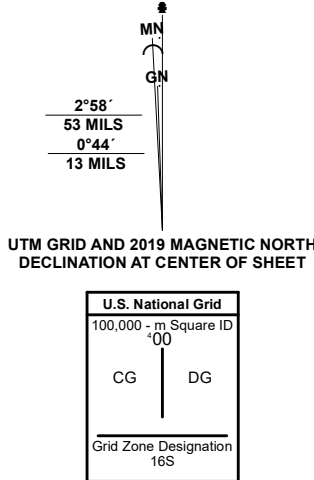 MN
GN
2°58´
53 MILS
0°44´
13 MILS
UTM GRID AND 2019 MAGNETIC NORTH
DECLINATION AT CENTER OF SHEET
U.S. National Grid
100,000 - m Square ID
⁴00
CG DG
Grid Zone Designation
16S